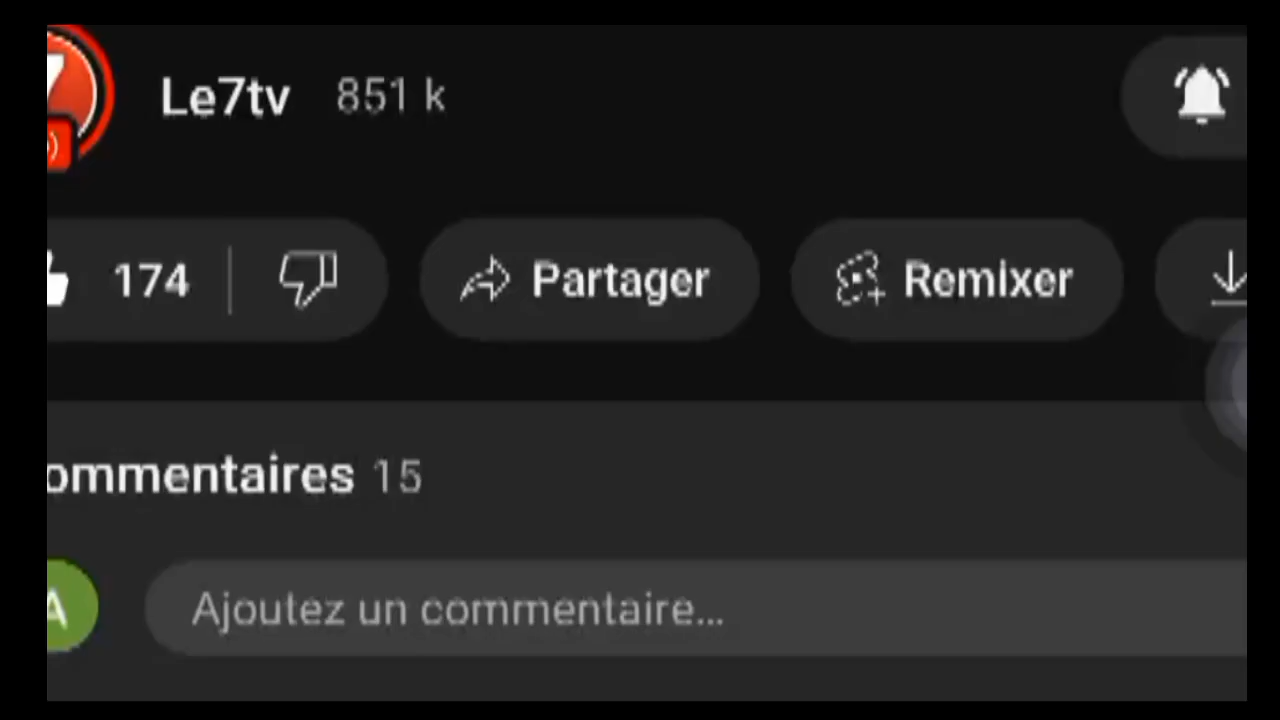 Le7tv 851 k
174 Partager Remixer
ommentaires 15
A Ajoutez un commentaire...